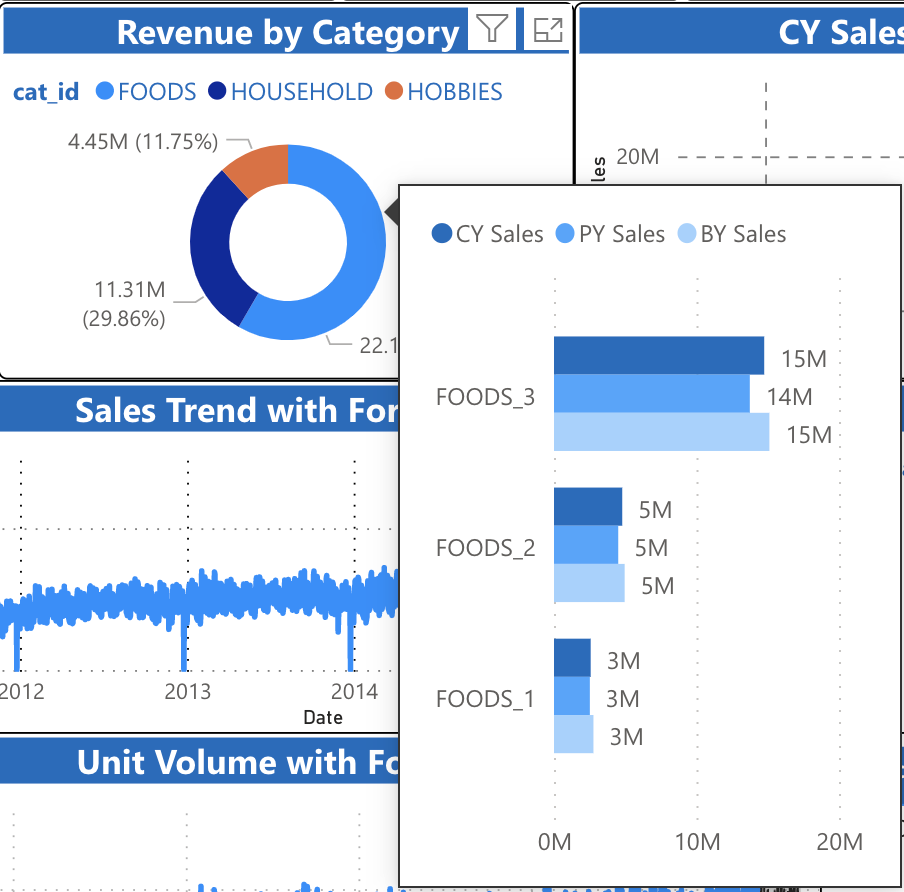 Revenue by Category
CY Sales
cat_id FOODS HOUSEHOLD HOBBIES
4.45M (11.75%)
11.31M
(29.86%)
22.1
les
20M
CY Sales PY Sales BY Sales
FOODS_3
15M
14M
15M
FOODS_2
5M
5M
5M
FOODS_1
3M
3M
3M
0M 10M 20M
Sales Trend with For
2012 2013 2014
Date
Unit Volume with Fo